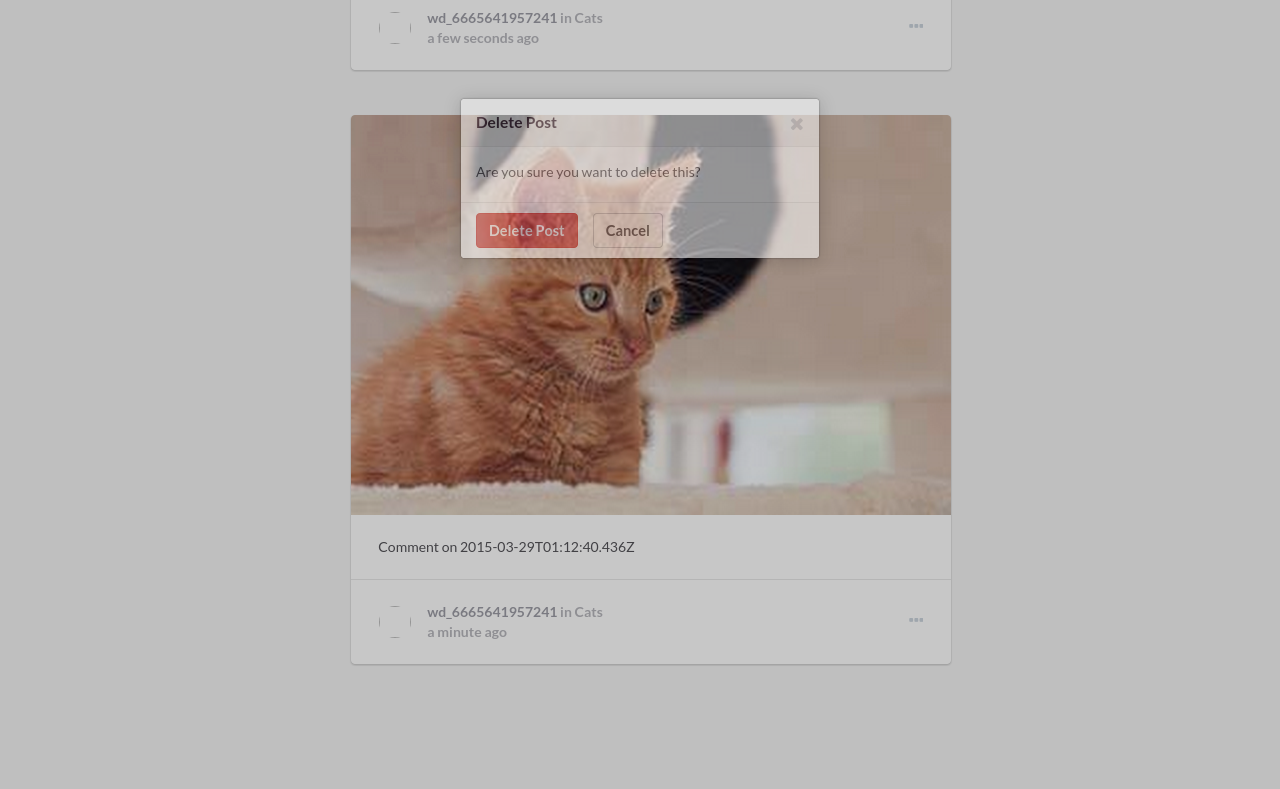 wd_6665641957241 in Cats
a few seconds ago
Delete Post
Are you sure you want to delete this?
Delete Post Cancel
Comment on 2015-03-29T01:12:40.436Z
wd_6665641957241 in Cats
a minute ago